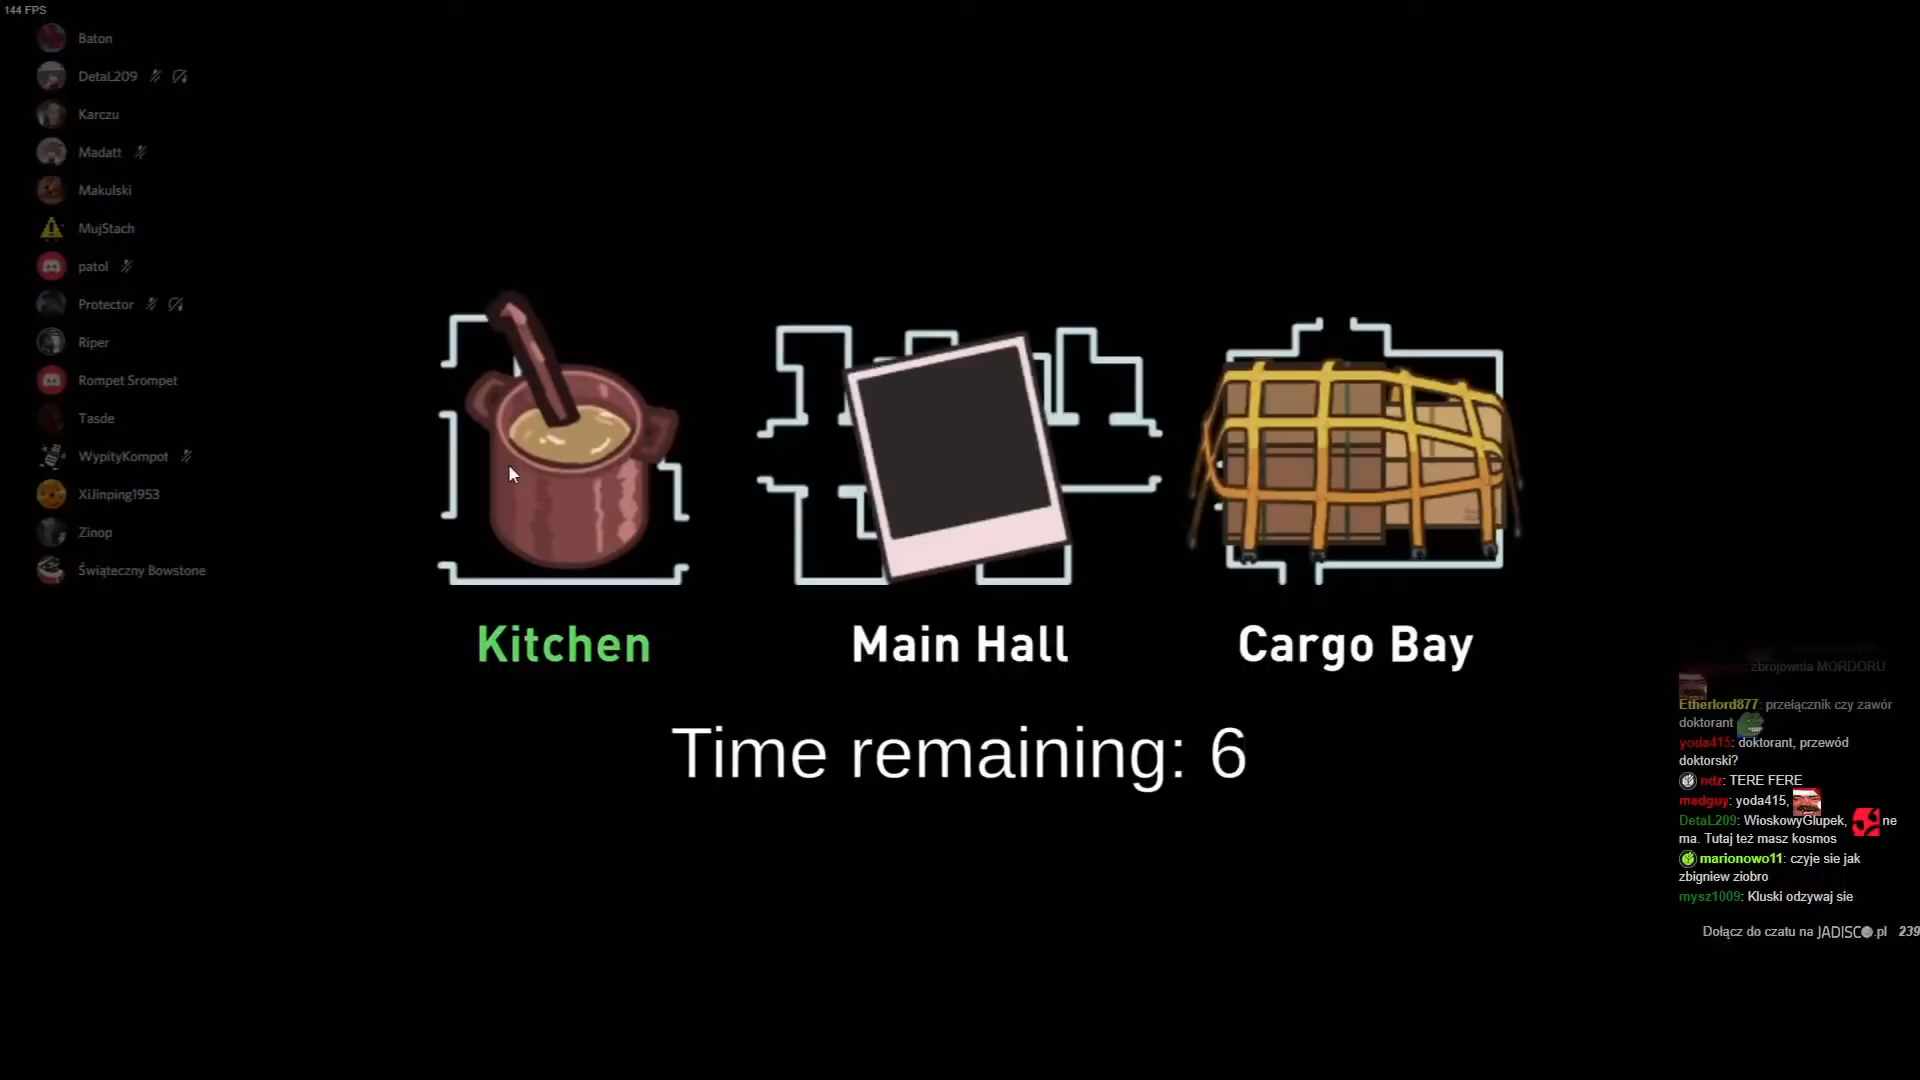 144 FPS
Baton
DetaL209
Karczu
Madatt
Makulski
MujStach
patol
Protector
Riper
Rompet Srompet
Tasde
WypityKompot
XiJinping1953
Zinop
Świąteczny Bowstone
Kitchen
Main Hall
Cargo Bay
Time remaining: 6
zbrojownia MORDORU
Etherlord877: przełącznik czy zawór
doktorant
yoda415: doktorant, przewód
doktorski?
ndz: TERE FERE
madguy: yoda415,
DetaL209: WioskowyGlupek, ne
ma. Tutaj też masz kosmos
marionowo11: czyje sie jak
zbigniew ziobro
mysz1009: Kluski odzywaj sie
Dołącz do czatu na JADISCO.pl 239